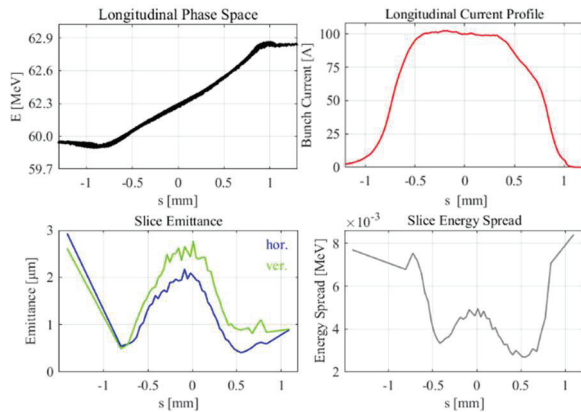 Longitudinal Phase Space
E [MeV]
62.9
62.6
62.3
60.0
59.7
-1
-0.5
0
0.5
1
s [mm]
Longitudinal Current Profile
Bunch Current [A]
100
75
50
25
0
-1
-0.5
0
0.5
1
s [mm]
Slice Emittance
hor.
ver.
Emittance [µm]
3
2
1
0
-1
-0.5
0
0.5
1
s [mm]
Slice Energy Spread
× 10⁻³
Energy Spread [MeV]
8
6
4
2
-1
-0.5
0
0.5
1
s [mm]